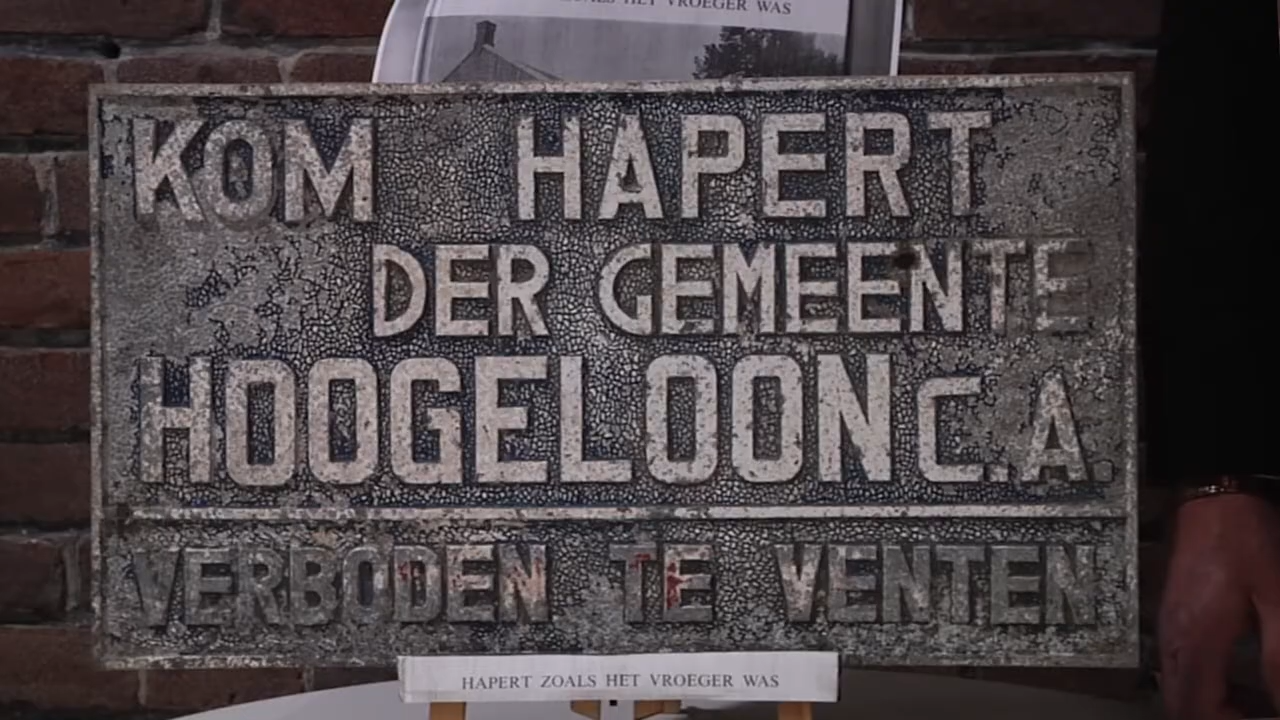 ZOALS HET VROEGER WAS
KOM HAPERT
DER GEMEENTE
HOOGELOON C.A.
VERBODEN TE VENTEN
HAPERT ZOALS HET VROEGER WAS